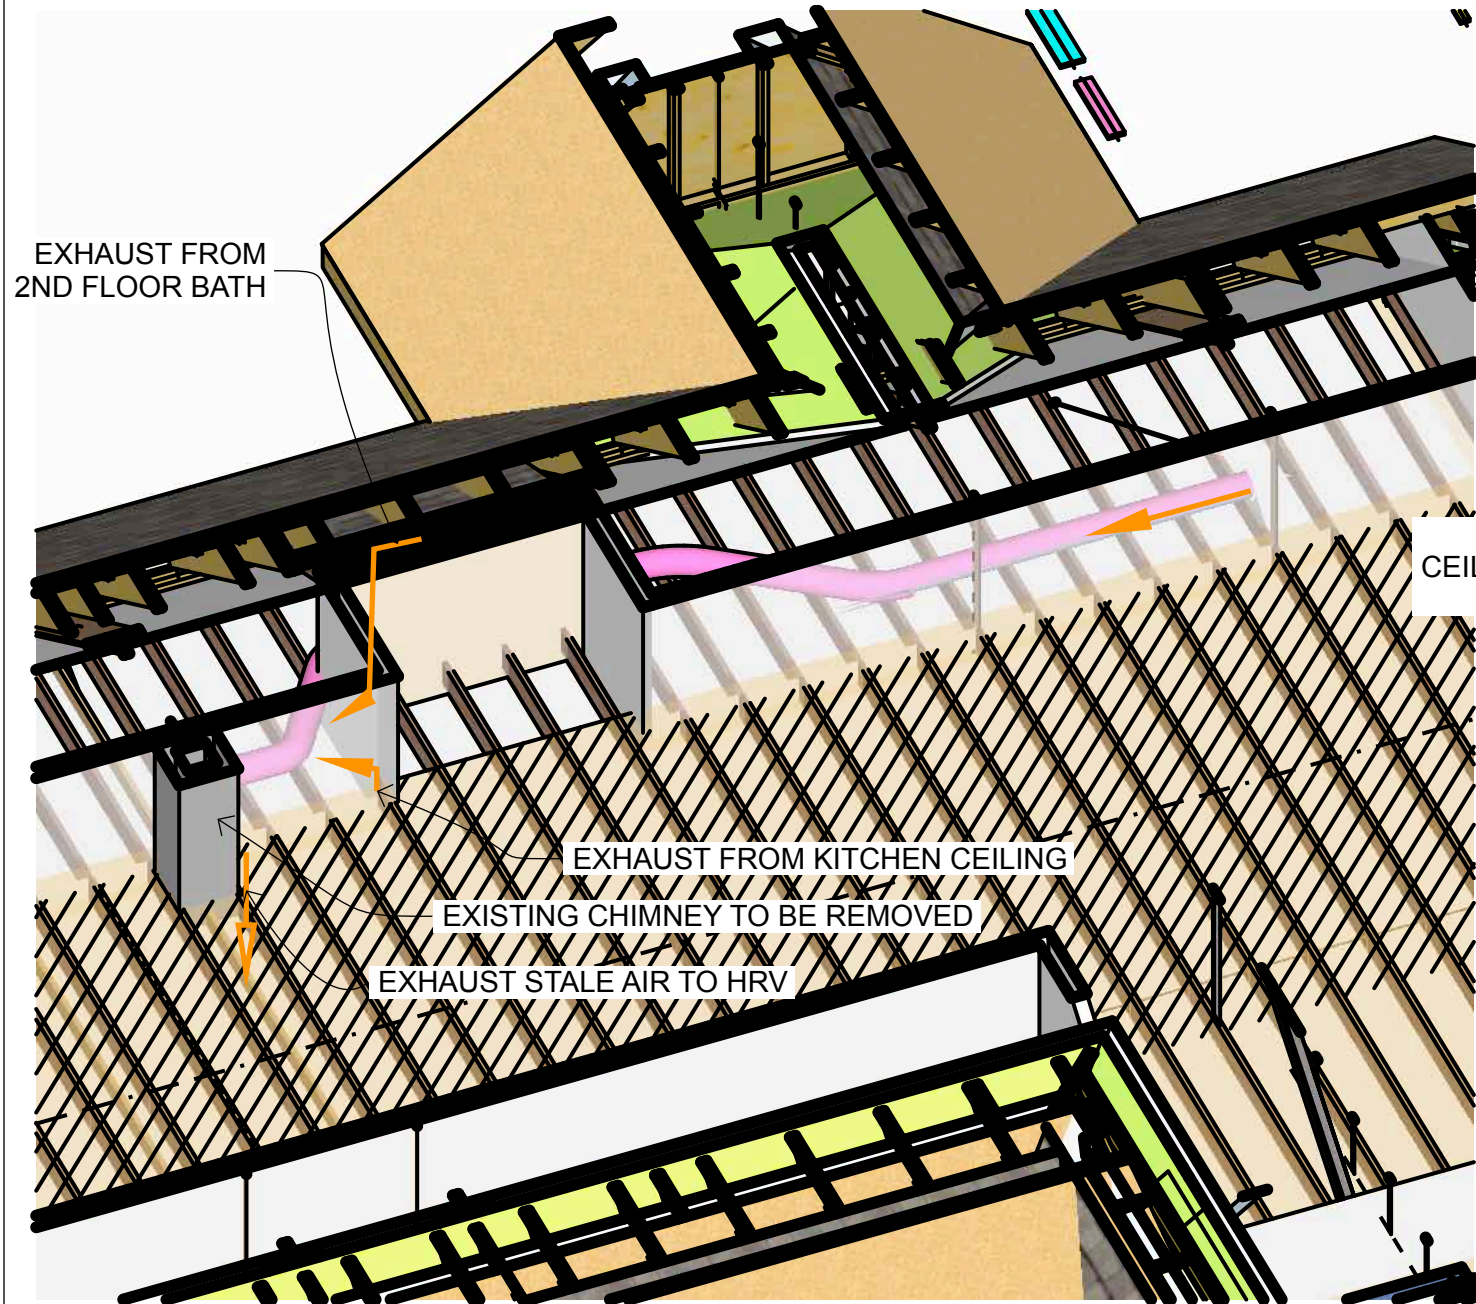 EXHAUST FROM
2ND FLOOR BATH
CEIL
EXHAUST FROM KITCHEN CEILING
EXISTING CHIMNEY TO BE REMOVED
EXHAUST STALE AIR TO HRV